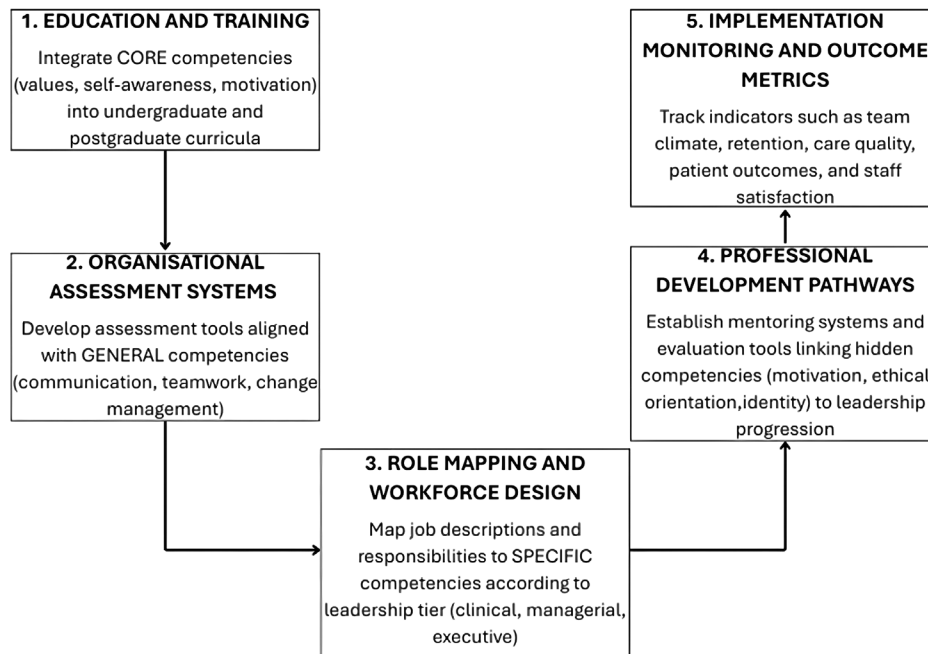 1. EDUCATION AND TRAINING
Integrate CORE competencies
(values, self-awareness, motivation)
into undergraduate and
postgraduate curricula
2. ORGANISATIONAL
ASSESSMENT SYSTEMS
Develop assessment tools aligned
with GENERAL competencies
(communication, teamwork, change
management)
3. ROLE MAPPING AND
WORKFORCE DESIGN
Map job descriptions and
responsibilities to SPECIFIC
competencies according to
leadership tier (clinical, managerial,
executive)
4. PROFESSIONAL
DEVELOPMENT PATHWAYS
Establish mentoring systems and
evaluation tools linking hidden
competencies (motivation, ethical
orientation,identity) to leadership
progression
5. IMPLEMENTATION
MONITORING AND OUTCOME
METRICS
Track indicators such as team
climate, retention, care quality,
patient outcomes, and staff
satisfaction